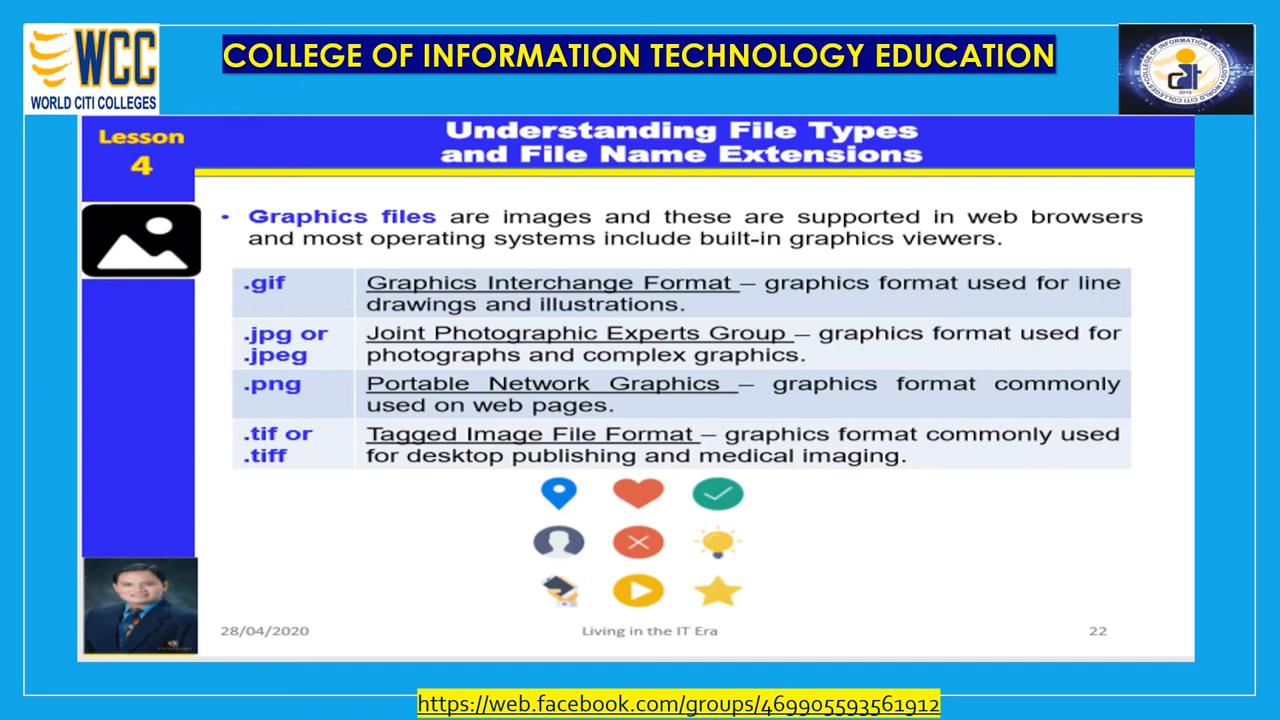 WCC
WORLD CITI COLLEGES
COLLEGE OF INFORMATION TECHNOLOGY EDUCATION
Lesson
4
Understanding File Types
and File Name Extensions
• Graphics files are images and these are supported in web browsers
and most operating systems include built-in graphics viewers.
.gif
Graphics Interchange Format – graphics format used for line
drawings and illustrations.
.jpg or
.jpeg
Joint Photographic Experts Group – graphics format used for
photographs and complex graphics.
.png
Portable Network Graphics – graphics format commonly
used on web pages.
.tif or
.tiff
Tagged Image File Format – graphics format commonly used
for desktop publishing and medical imaging.
28/04/2020
Living in the IT Era
22
https://web.facebook.com/groups/469905593561912